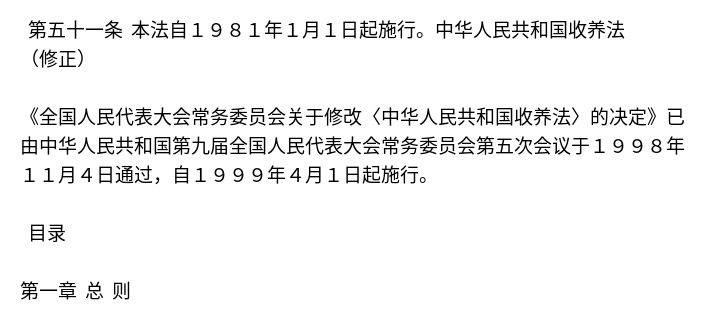 第五十一条 本法自１９８１年１月１日起施行。中华人民共和国收养法
（修正）
《全国人民代表大会常务委员会关于修改〈中华人民共和国收养法〉的决定》已
由中华人民共和国第九届全国人民代表大会常务委员会第五次会议于１９９８年
１１月４日通过，自１９９９年４月１日起施行。
目录
第一章 总 则